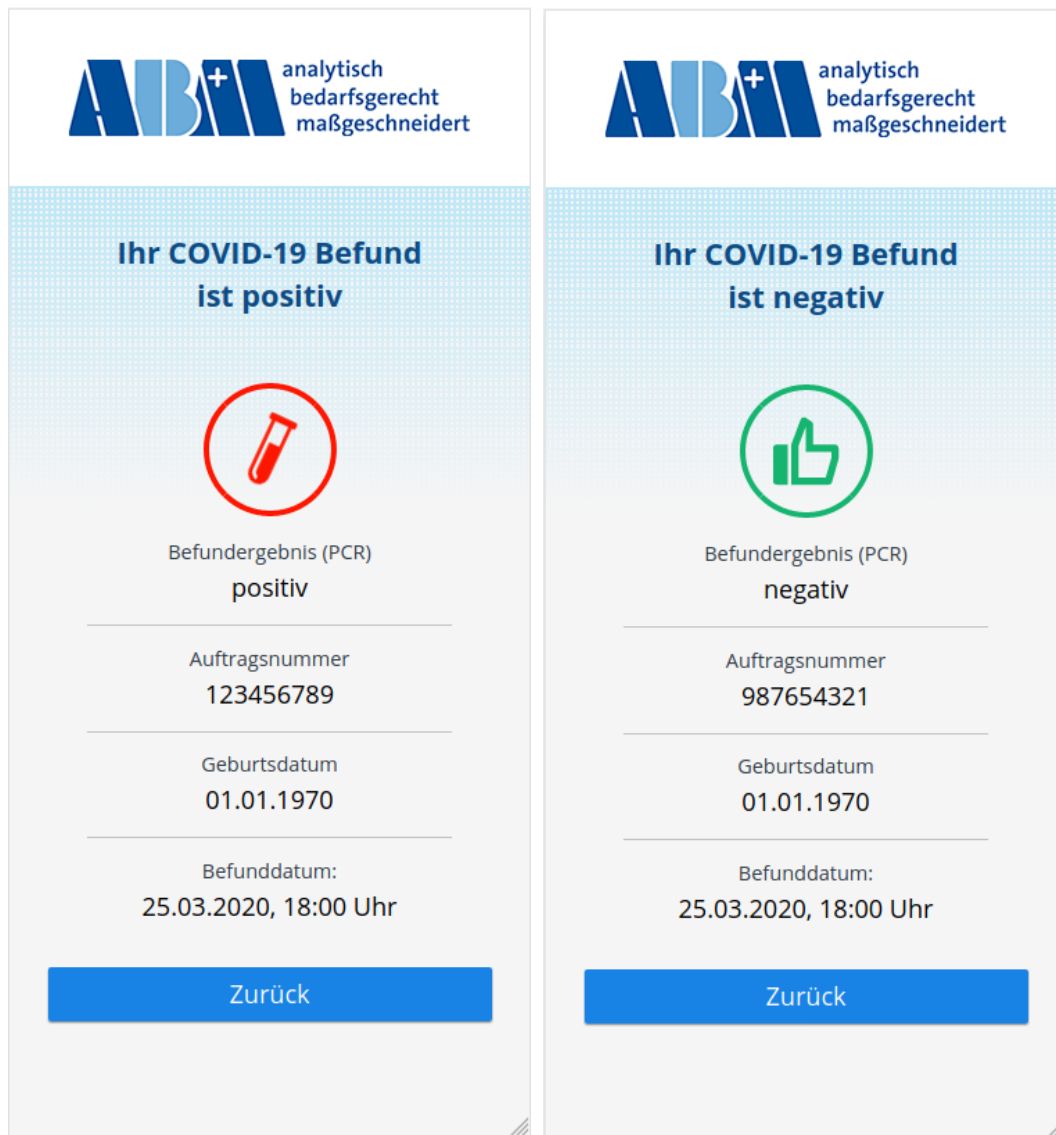 ABM
analytisch
bedarfsgerecht
maßgeschneidert
Ihr COVID-19 Befund
ist positiv
Befundergebnis (PCR)
positiv
Auftragsnummer
123456789
Geburtsdatum
01.01.1970
Befunddatum:
25.03.2020, 18:00 Uhr
Zurück
ABM
analytisch
bedarfsgerecht
maßgeschneidert
Ihr COVID-19 Befund
ist negativ
Befundergebnis (PCR)
negativ
Auftragsnummer
987654321
Geburtsdatum
01.01.1970
Befunddatum:
25.03.2020, 18:00 Uhr
Zurück